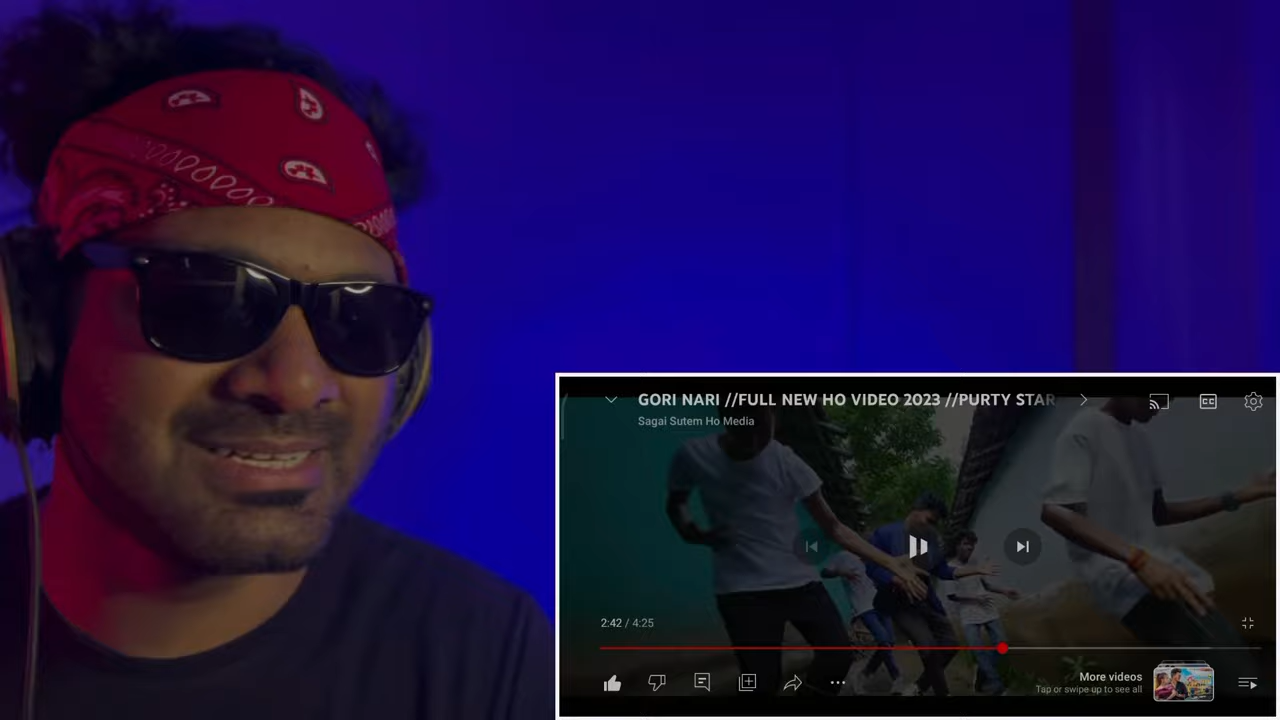 GORI NARI //FULL NEW HO VIDEO 2023 //PURTY STAR
Sagai Sutem Ho Media
CC
2:42 / 4:25
More videos
Tap or swipe up to see all